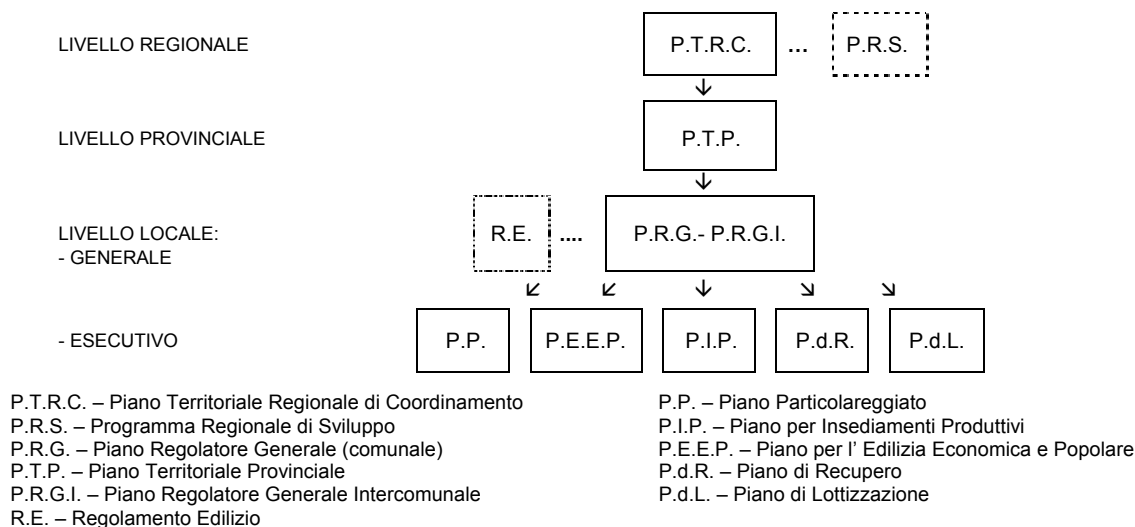 LIVELLO REGIONALE
P.T.R.C. ... P.R.S.
LIVELLO PROVINCIALE
P.T.P.
LIVELLO LOCALE:
- GENERALE
R.E. .... P.R.G.- P.R.G.I.
- ESECUTIVO
P.P. P.E.E.P. P.I.P. P.d.R. P.d.L.
P.T.R.C. – Piano Territoriale Regionale di Coordinamento
P.R.S. – Programma Regionale di Sviluppo
P.R.G. – Piano Regolatore Generale (comunale)
P.T.P. – Piano Territoriale Provinciale
P.R.G.I. – Piano Regolatore Generale Intercomunale
R.E. – Regolamento Edilizio
P.P. – Piano Particolareggiato
P.I.P. – Piano per Insediamenti Produttivi
P.E.E.P. – Piano per l’ Edilizia Economica e Popolare
P.d.R. – Piano di Recupero
P.d.L. – Piano di Lottizzazione